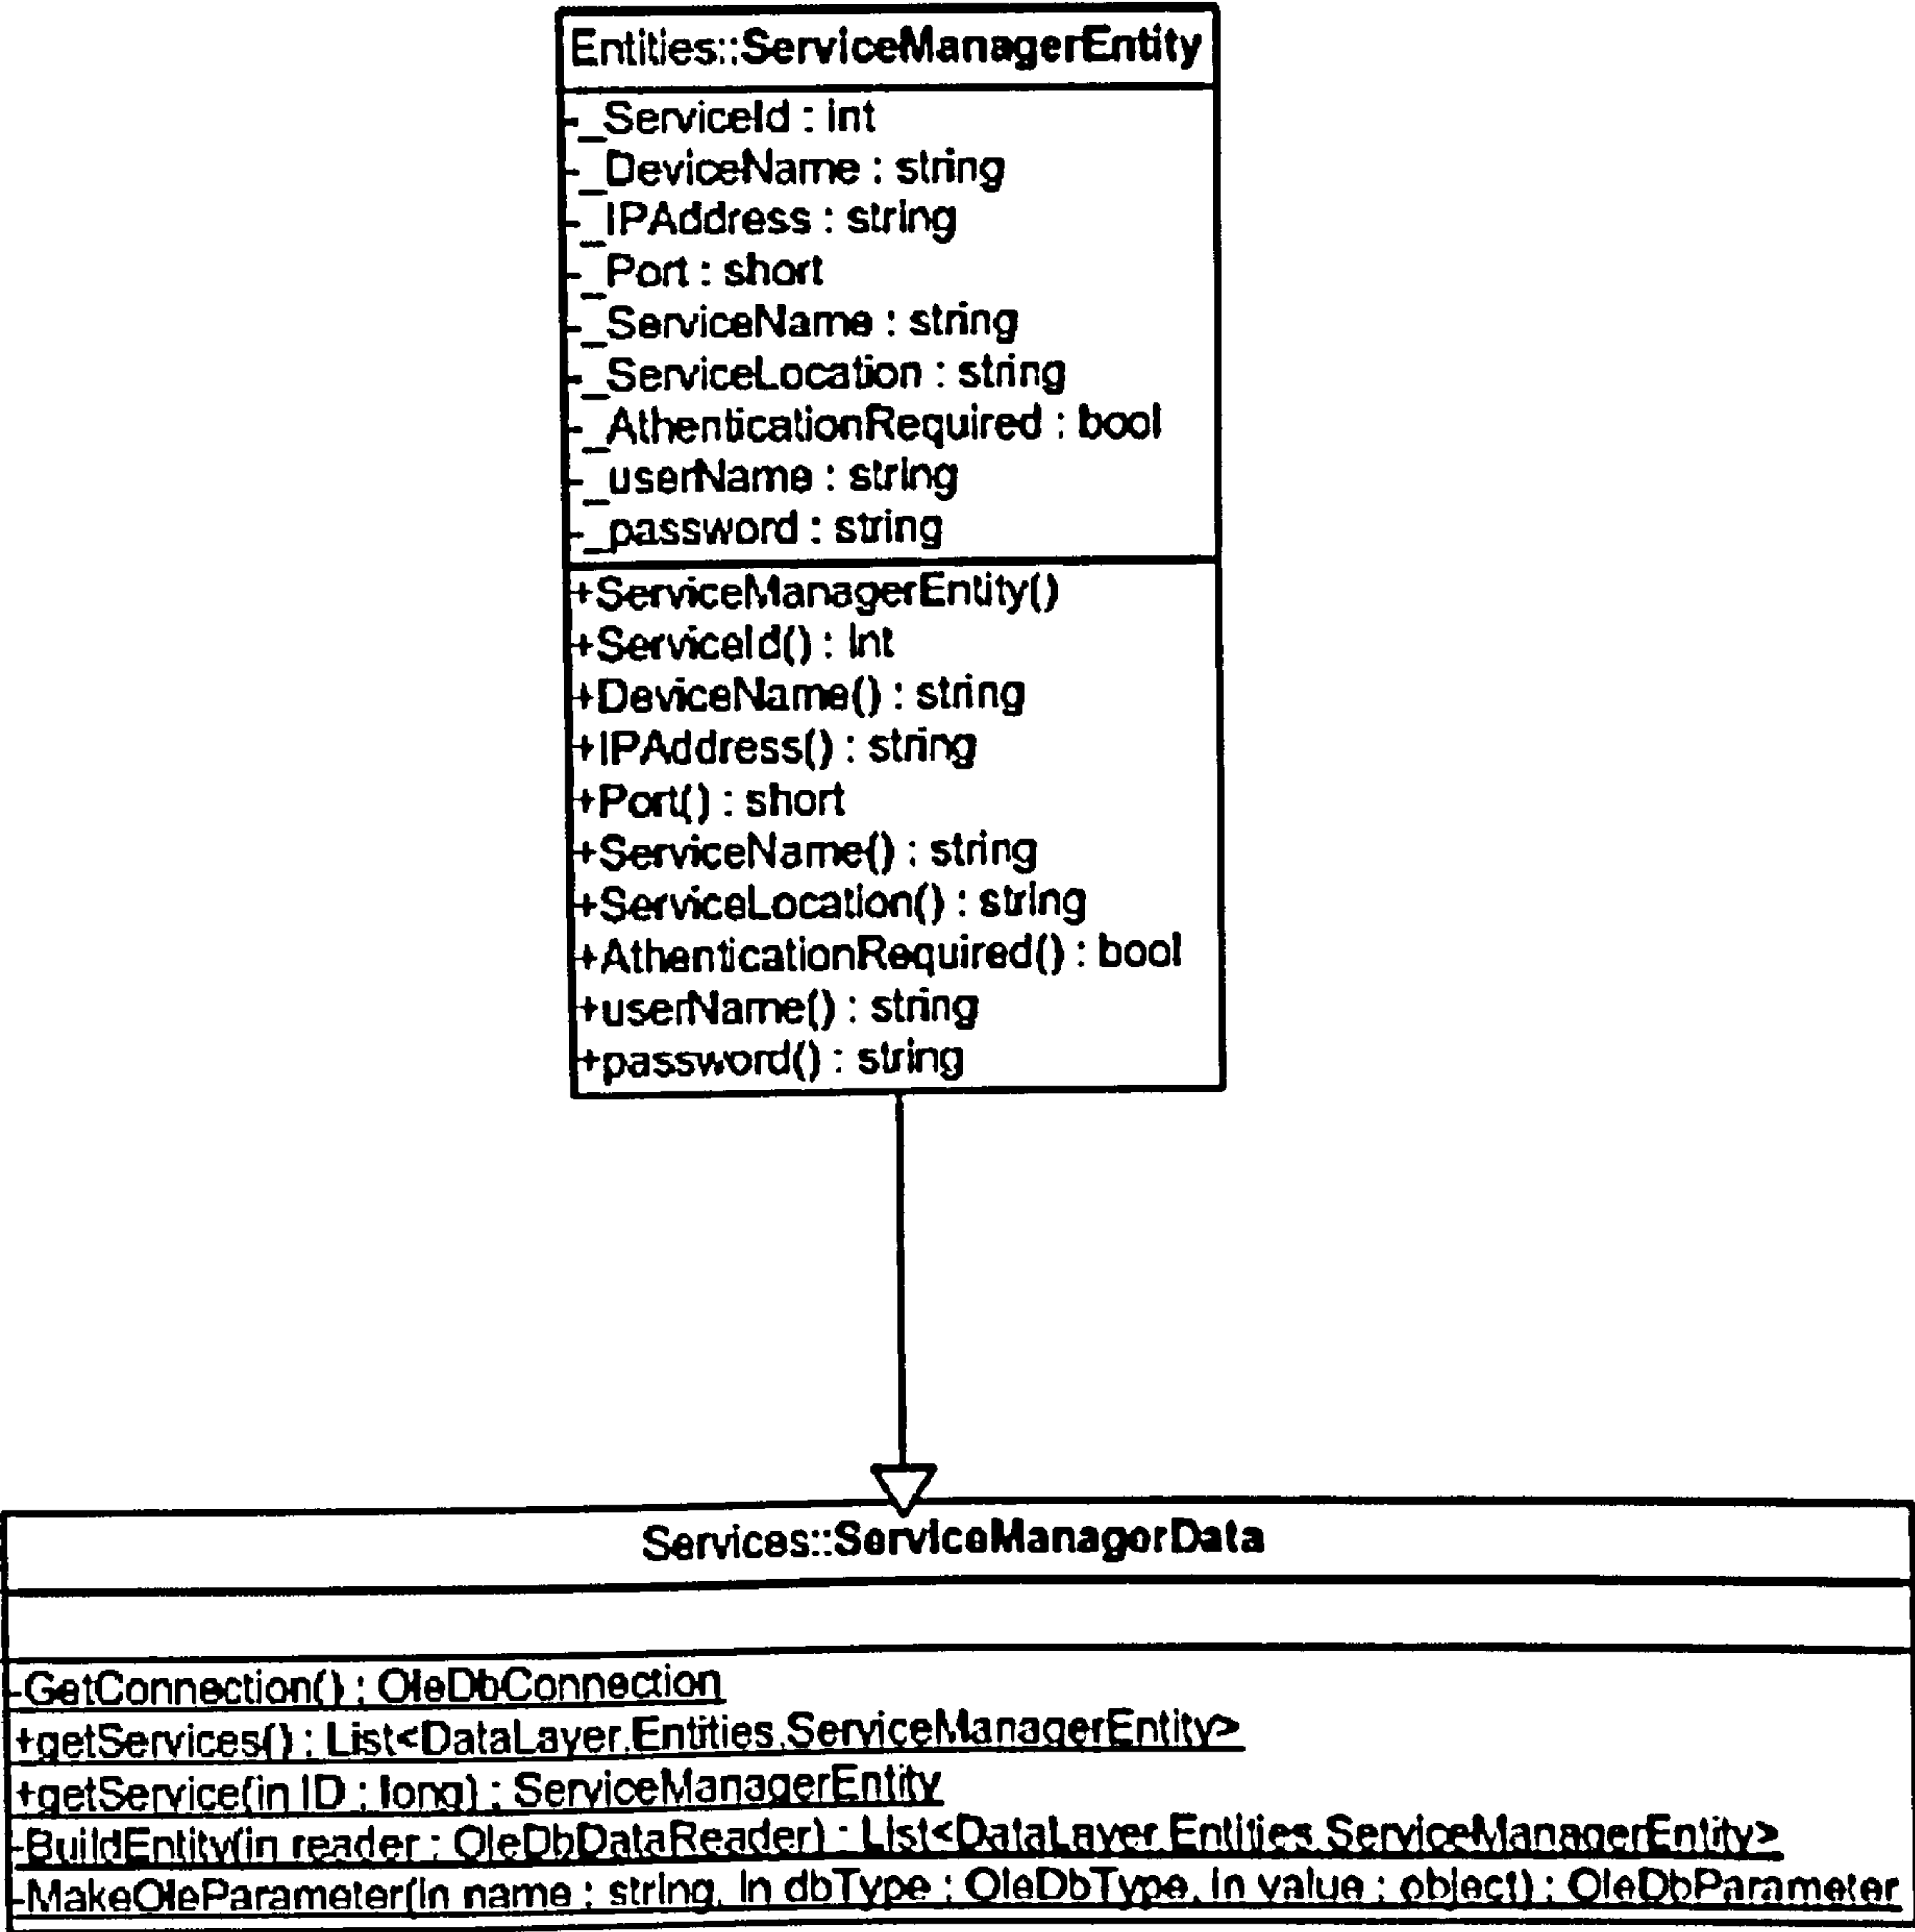 Entities::ServiceManagerEntity
-_ServiceId : int
-_DeviceName : string
-_IPAddress : string
-_Port : short
-_ServiceName : string
-_ServiceLocation : string
-_AthenticationRequired : bool
-_userName : string
-_password : string
+ServiceManagerEntity()
+ServiceId() : int
+DeviceName() : string
+IPAddress() : string
+Port() : short
+ServiceName() : string
+ServiceLocation() : string
+AthenticationRequired() : bool
+userName() : string
+password() : string
Services::ServiceManagerData
-GetConnection() : OleDbConnection
+getServices() : List<DataLayer.Entities.ServiceManagerEntity>
+getService(in ID : long) : ServiceManagerEntity
-BuildEntity(in reader : OleDbDataReader) : List<DataLayer.Entities.ServiceManagerEntity>
-MakeOleParameter(in name : string, in dbType : OleDbType, in value : object) : OleDbParameter